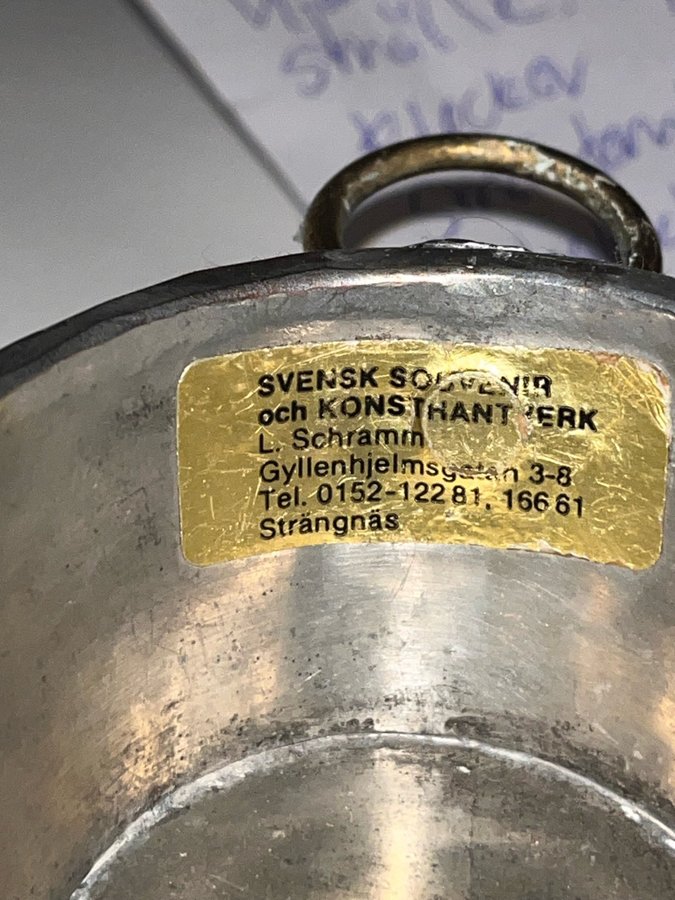 SVENSK SOUVENIR
och KONSTHANTVERK
L. Schramm
Gyllenhjelmsgatan 3-8
Tel. 0152-122 81, 166 61
Strängnäs